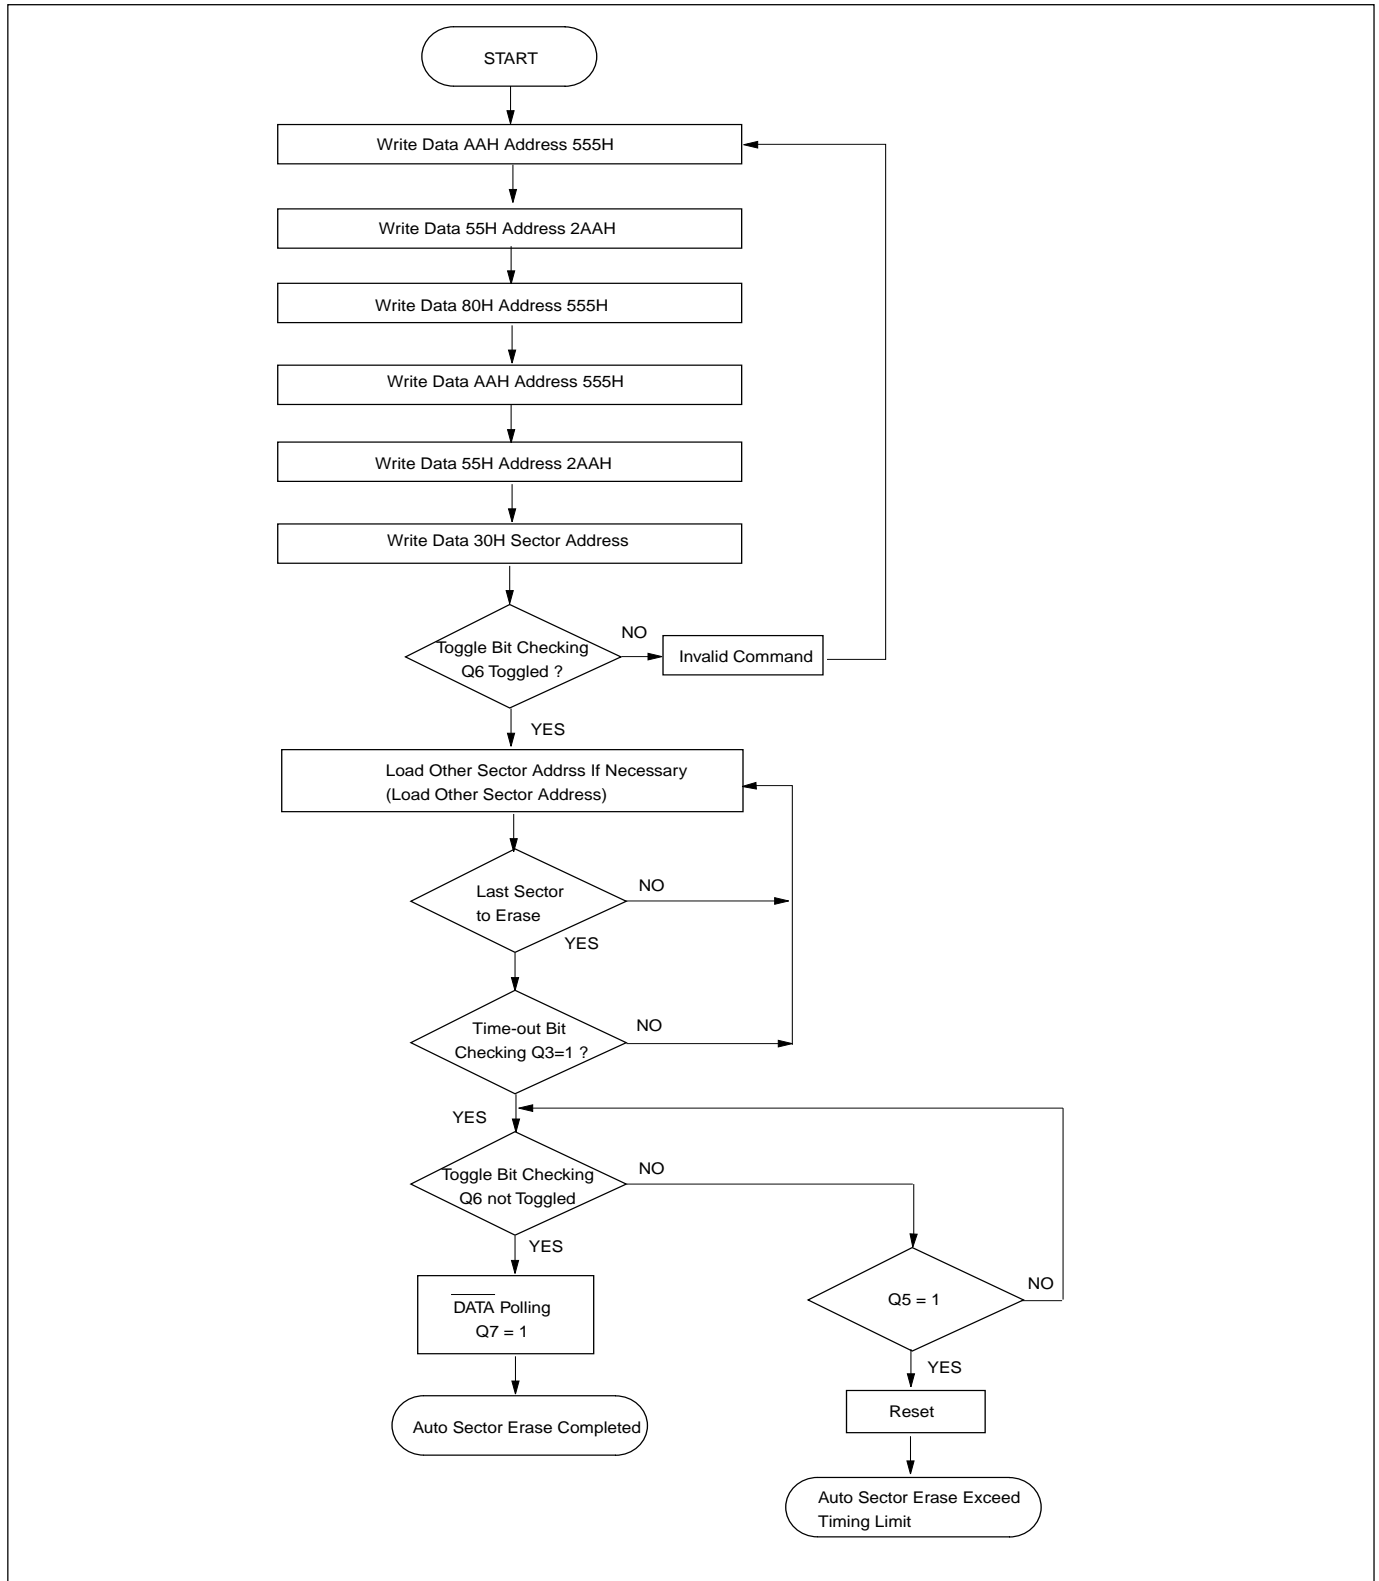 START
Write Data AAH Address 555H
Write Data 55H Address 2AAH
Write Data 80H Address 555H
Write Data AAH Address 555H
Write Data 55H Address 2AAH
Write Data 30H Sector Address
Toggle Bit Checking
Q6 Toggled ?
NO
Invalid Command
YES
Load Other Sector Addrss If Necessary
(Load Other Sector Address)
Last Sector
to Erase
NO
YES
Time-out Bit
Checking Q3=1 ?
NO
YES
Toggle Bit Checking
Q6 not Toggled
NO
YES
DATA Polling
Q7 = 1
Q5 = 1
NO
YES
Auto Sector Erase Completed
Reset
Auto Sector Erase Exceed
Timing Limit